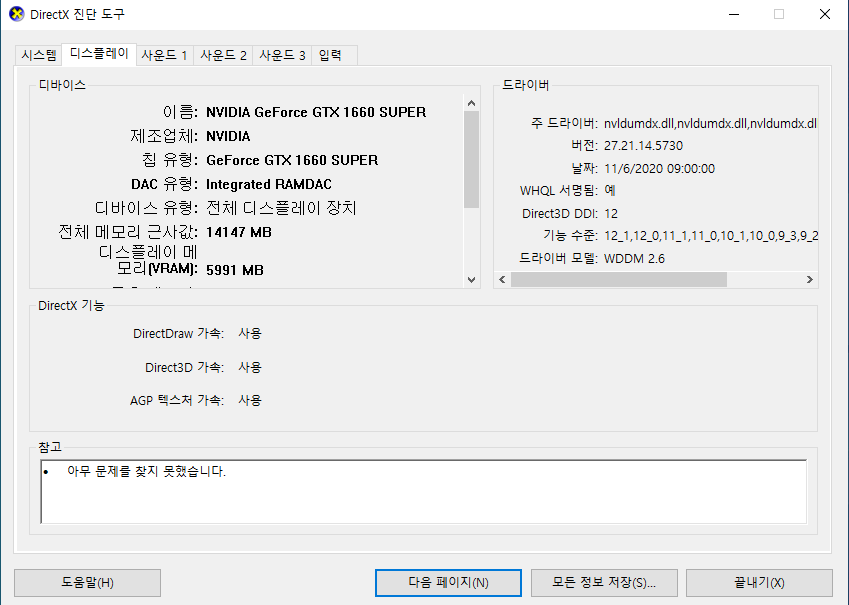 DirectX 진단 도구
시스템 디스플레이 사운드 1 사운드 2 사운드 3 입력
디바이스
이름: NVIDIA GeForce GTX 1660 SUPER
제조업체: NVIDIA
칩 유형: GeForce GTX 1660 SUPER
DAC 유형: Integrated RAMDAC
디바이스 유형: 전체 디스플레이 장치
전체 메모리 근사값: 14147 MB
디스플레이 메
모리(VRAM): 5991 MB
드라이버
주 드라이버: nvldumdx.dll,nvldumdx.dll,nvldumdx.dl
버전: 27.21.14.5730
날짜: 11/6/2020 09:00:00
WHQL 서명됨: 예
Direct3D DDI: 12
기능 수준: 12_1,12_0,11_1,11_0,10_1,10_0,9_3,9_2
드라이버 모델: WDDM 2.6
DirectX 기능
DirectDraw 가속: 사용
Direct3D 가속: 사용
AGP 텍스처 가속: 사용
참고
• 아무 문제를 찾지 못했습니다.
도움말(H) 다음 페이지(N) 모든 정보 저장(S)... 끝내기(X)